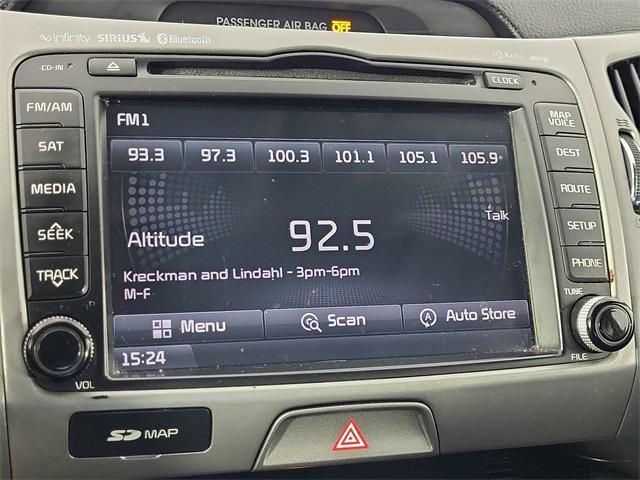 PASSENGER AIR BAG OFF
Infinity SIRIUS Bluetooth HD Radio
CD-IN CLOCK
FM/AM
SAT
MEDIA
SEEK
TRACK
VOL
FM1
93.3 97.3 100.3 101.1 105.1 105.9
Talk
Altitude 92.5
Kreckman and Lindahl - 3pm-6pm
M-F
Menu Scan A Auto Store
15:24
MAP
VOICE
DEST
ROUTE
SETUP
PHONE
TUNE
FILE
SD MAP